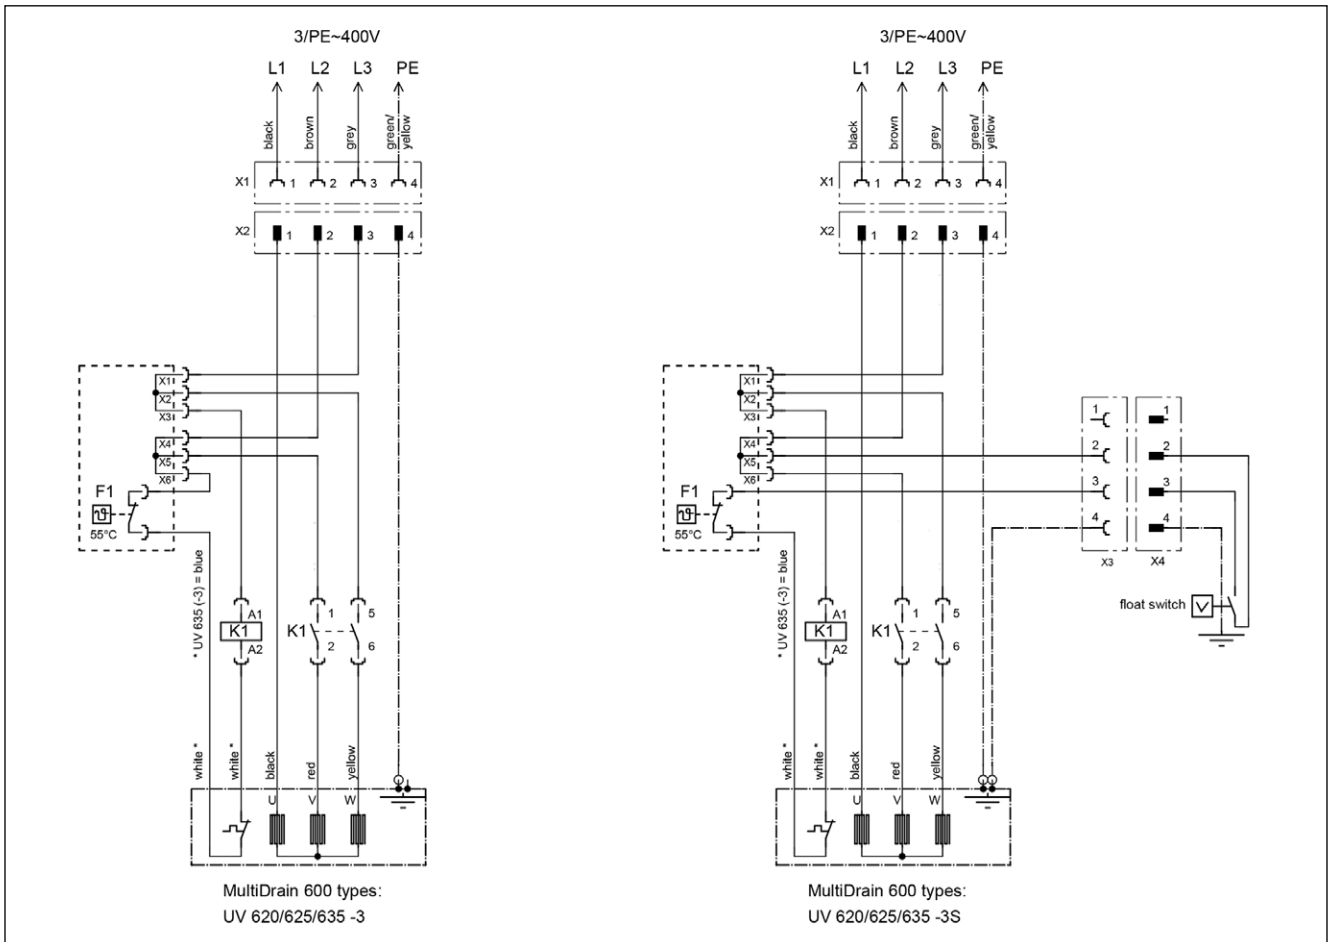 3/PE~400V
L1 L2 L3 PE
black brown grey green/
yellow
X1 1 2 3 4
X2 1 2 3 4
X1
X2
X3
X4
X5
X6
F1
55°C
* UV 635 (-3) = blue
A1 1 5
K1 K1
A2 2 6
white * white * black red yellow
U V W
MultiDrain 600 types:
UV 620/625/635 -3
3/PE~400V
L1 L2 L3 PE
black brown grey green/
yellow
X1 1 2 3 4
X2 1 2 3 4
X1
X2
X3
X4
X5
X6
F1
55°C
1 1
2 2
3 3
4 4
X3 X4
float switch
* UV 635 (-3) = blue
A1 1 5
K1 K1
A2 2 6
white * white * black red yellow
U V W
MultiDrain 600 types:
UV 620/625/635 -3S